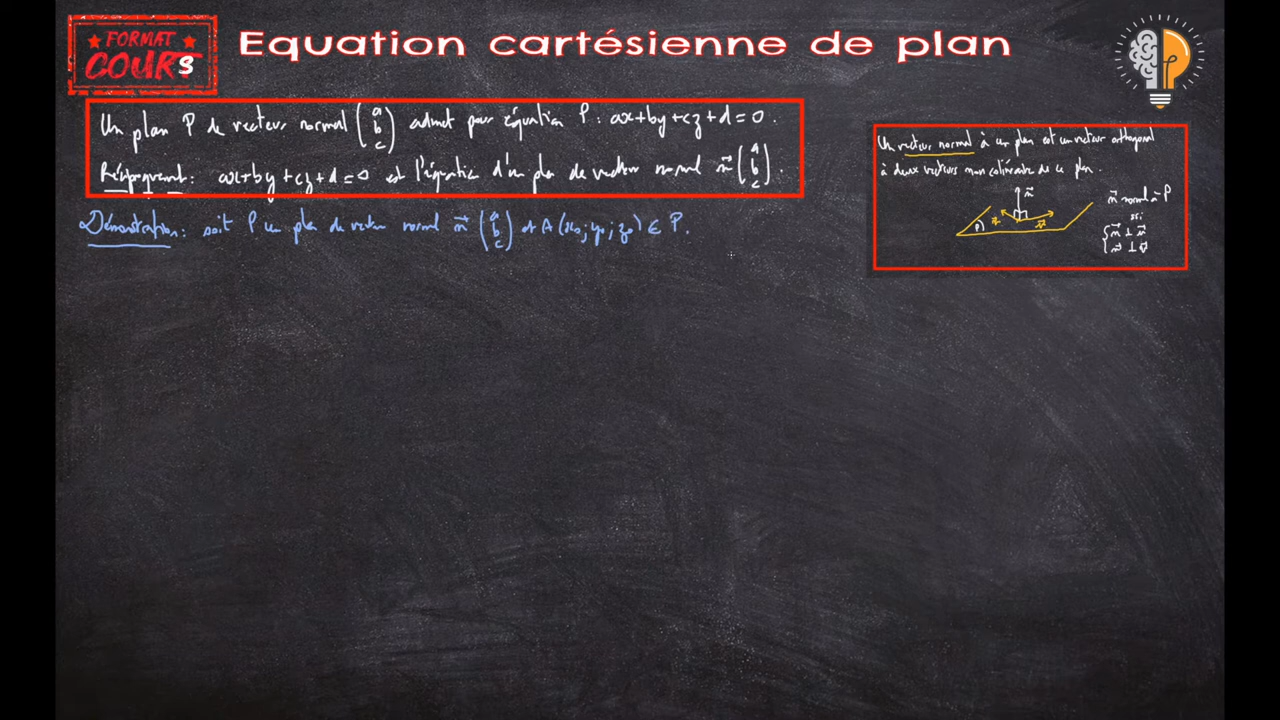 FORMAT
COURS
Equation cartésienne de plan
Un plan P de vecteur normal (a b c) admet pour équation P : ax+by+cz+d=0.
Réciproquement : ax+by+cz+d=0 est l'équation d'un plan de vecteur normal n⃗ (a b c).
Démonstration : soit P un plan de vecteur normal n⃗ (a b c) et A(x₀; y₀; z₀) ∈ P.
Un vecteur normal à un plan est un vecteur orthogonal
à deux vecteurs non colinéaires de ce plan.
n⃗
n⃗ normal à P
ssi
{ n⃗ ⊥ u⃗
n⃗ ⊥ v⃗
(P)
u⃗
v⃗